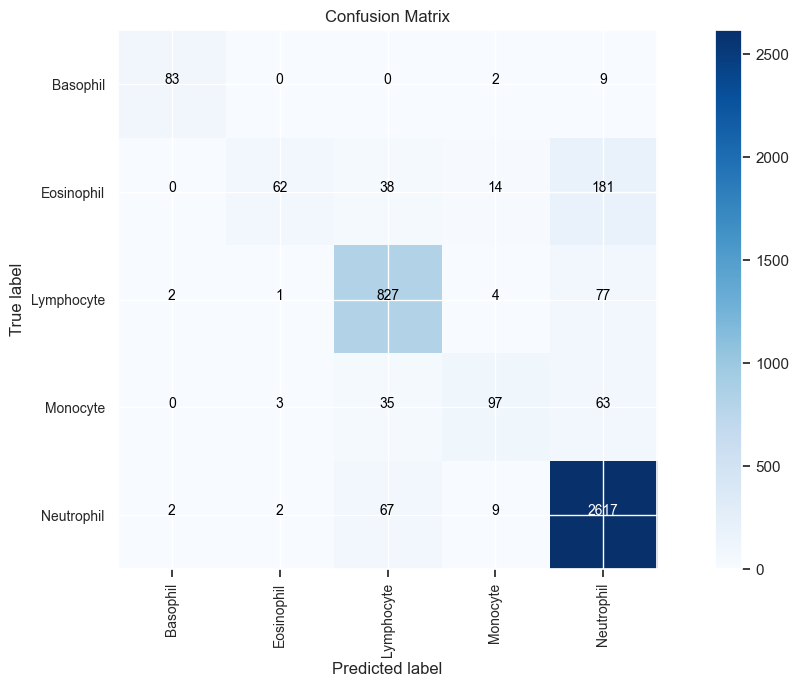 Confusion Matrix
True label
Basophil 83 0 0 2 9
Eosinophil 0 62 38 14 181
Lymphocyte 2 1 827 4 77
Monocyte 0 3 35 97 63
Neutrophil 2 2 67 9 2617
Basophil Eosinophil Lymphocyte Monocyte Neutrophil
Predicted label
2500
2000
1500
1000
500
0